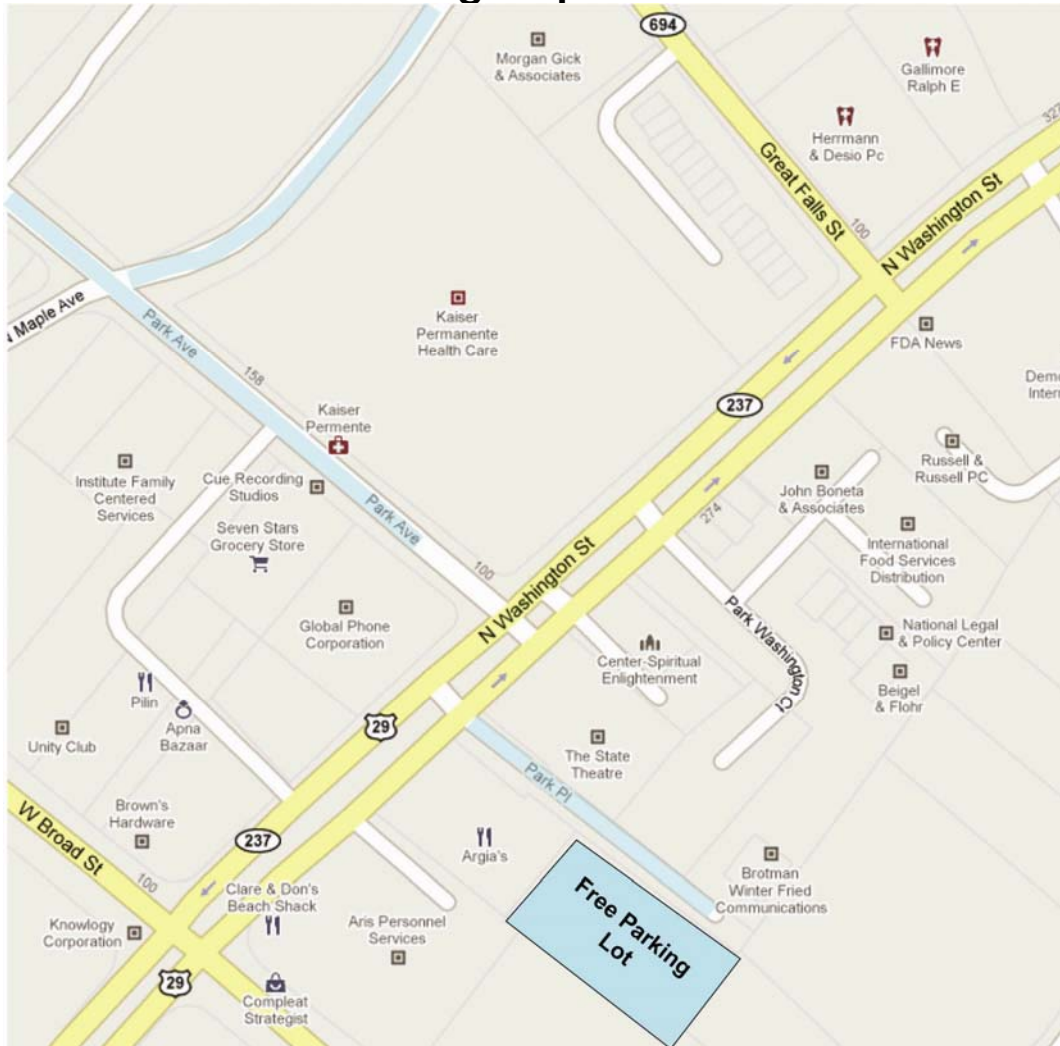 694
Morgan Gick
& Associates
Gallimore
Ralph E
Herrmann
& Desio Pc
327
Great Falls St
100
N Washington St
N Maple Ave
Park Ave
Kaiser
Permanente
Health Care
FDA News
158
237
Kaiser
Permente
Institute Family
Centered
Services
Cue Recording
Studios
Park Ave
Seven Stars
Grocery Store
John Boneta
& Associates
Russell &
Russell PC
274
International
Food Services
Distribution
100
N Washington St
Global Phone
Corporation
Park Washington Ct
National Legal
& Policy Center
Center-Spiritual
Enlightenment
Beigel
& Flohr
Pilin
Apna
Bazaar
Unity Club
29
The State
Theatre
Park Pl
Brown's
Hardware
W Broad St
237
100
Argia's
Brotman
Winter Fried
Communications
Clare & Don's
Beach Shack
Free Parking
Lot
Knowlogy
Corporation
Aris Personnel
Services
29
Compleat
Strategist